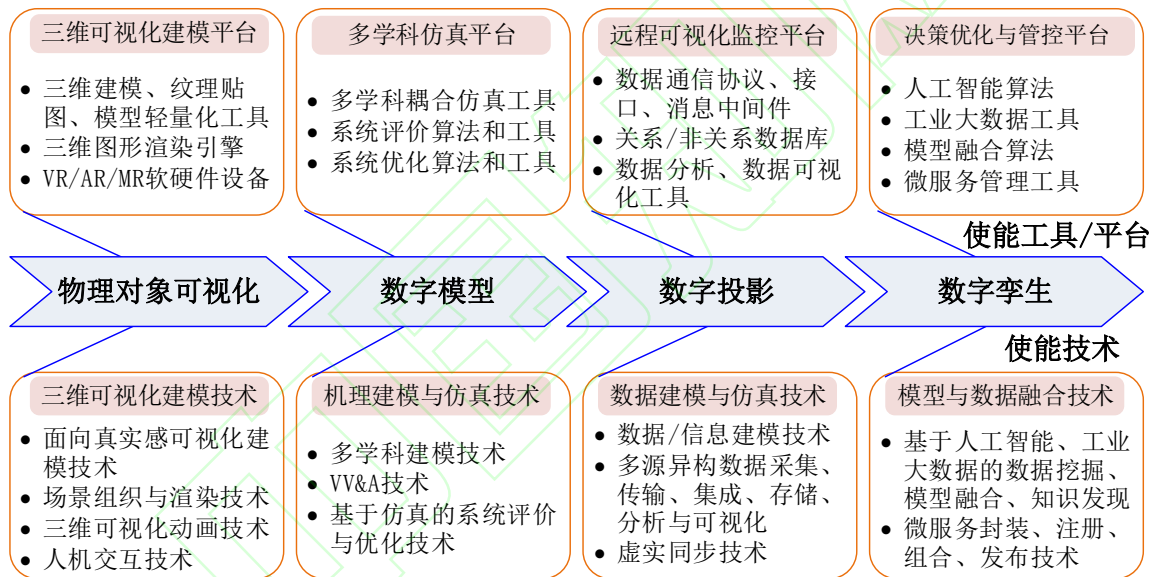 三维可视化建模平台
• 三维建模、纹理贴
图、模型轻量化工具
• 三维图形渲染引擎
• VR/AR/MR软硬件设备
多学科仿真平台
• 多学科耦合仿真工具
• 系统评价算法和工具
• 系统优化算法和工具
远程可视化监控平台
• 数据通信协议、接
口、消息中间件
• 关系/非关系数据库
• 数据分析、数据可视
化工具
决策优化与管控平台
• 人工智能算法
• 工业大数据工具
• 模型融合算法
• 微服务管理工具
使能工具/平台
物理对象可视化
数字模型
数字投影
数字孪生
使能技术
三维可视化建模技术
• 面向真实感可视化建
模技术
• 场景组织与渲染技术
• 三维可视化动画技术
• 人机交互技术
机理建模与仿真技术
• 多学科建模技术
• VV&A技术
• 基于仿真的系统评价
与优化技术
数据建模与仿真技术
• 数据/信息建模技术
• 多源异构数据采集、
传输、集成、存储、
分析与可视化
• 虚实同步技术
模型与数据融合技术
• 基于人工智能、工业
大数据的数据挖掘、
模型融合、知识发现
• 微服务封装、注册、
组合、发布技术